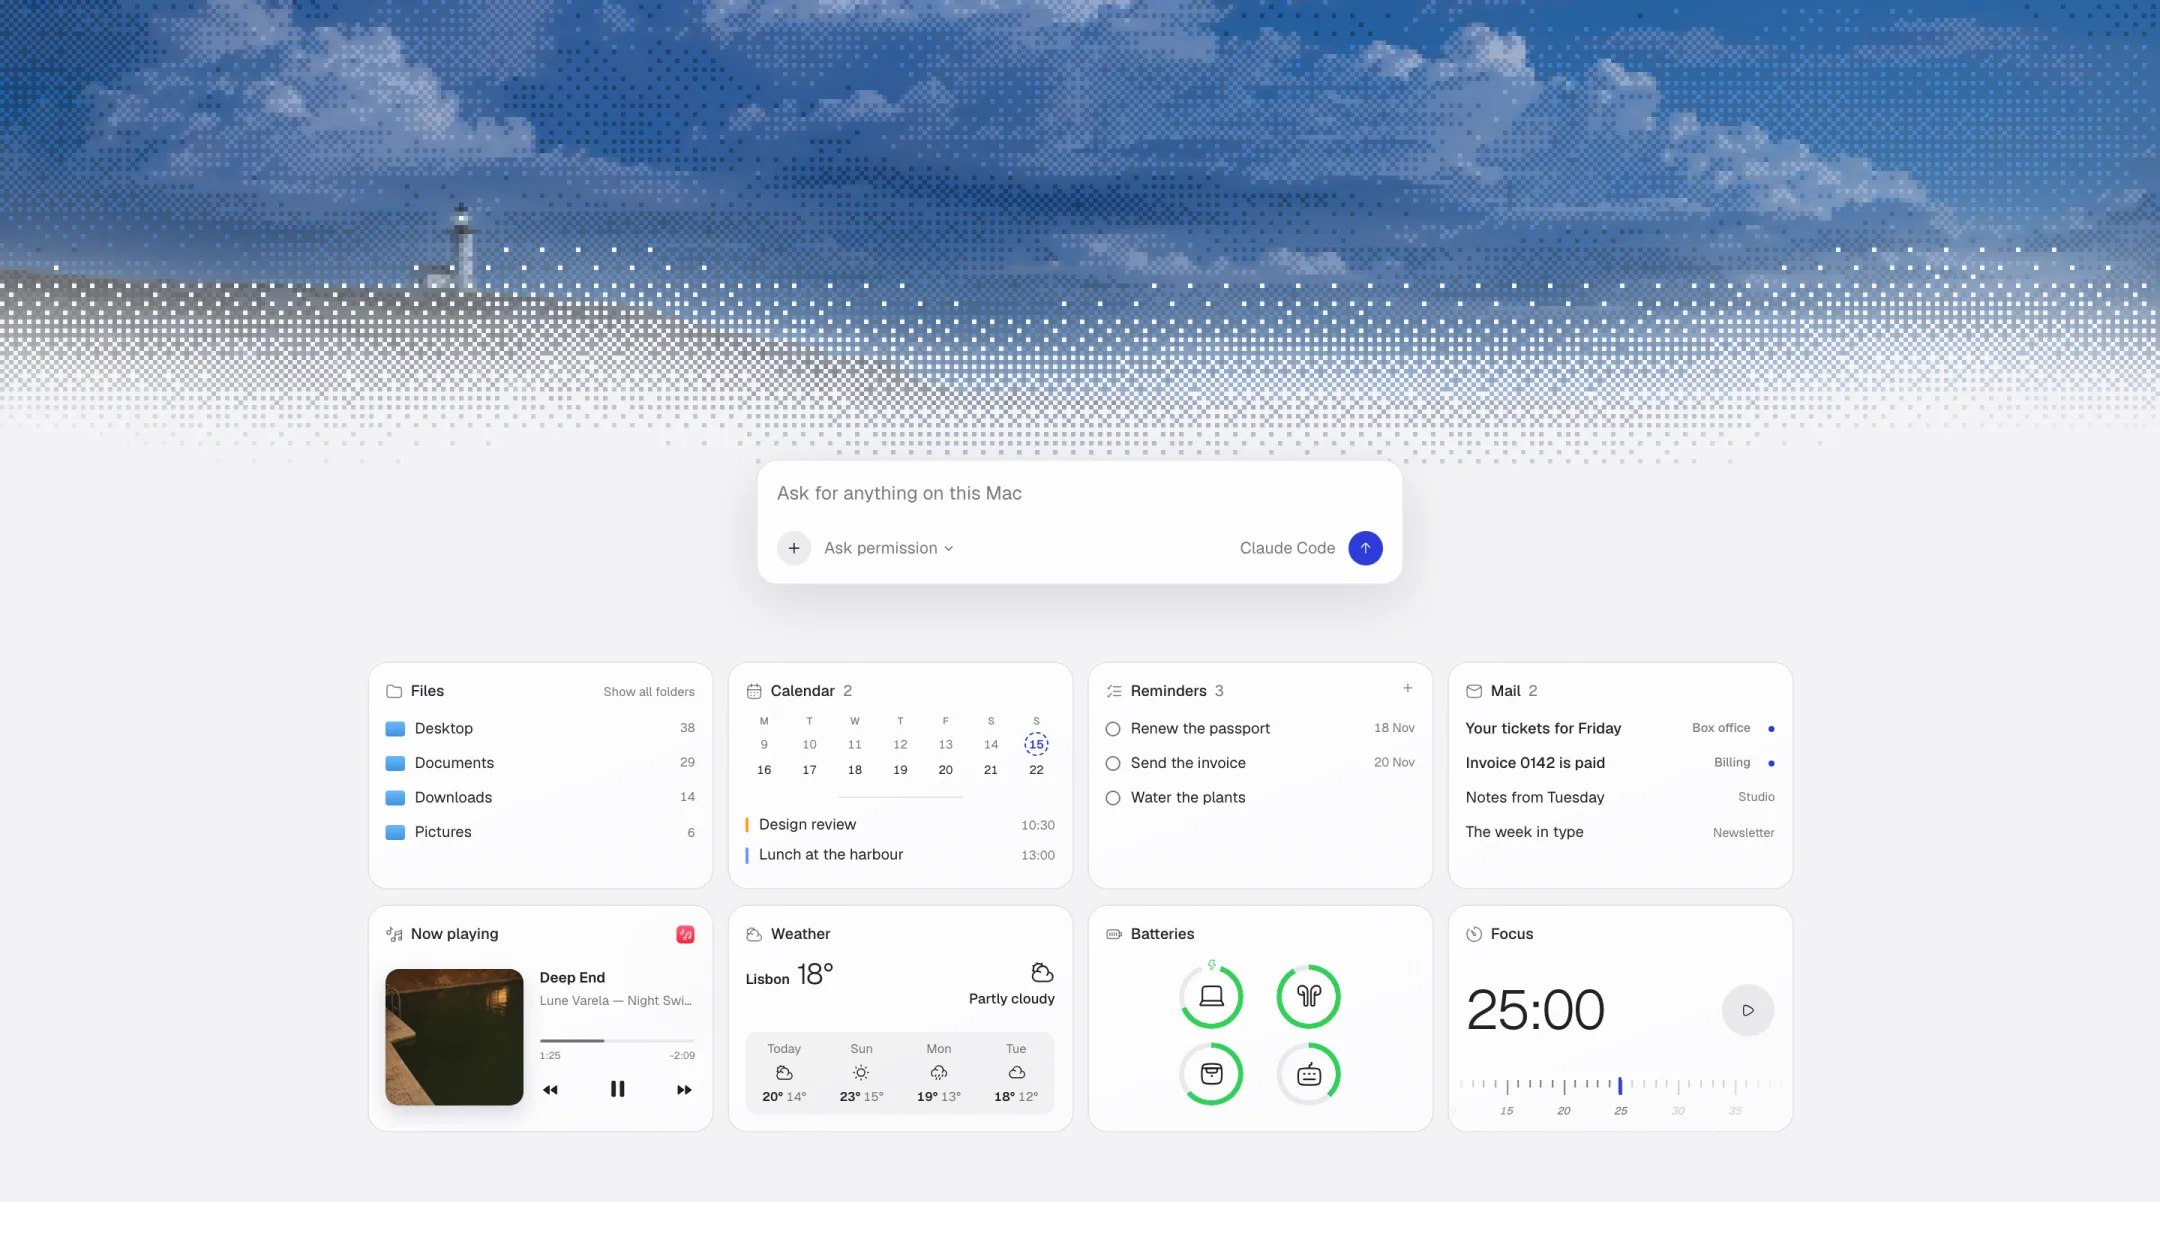 Ask for anything on this Mac
Ask permission
Claude Code
Files
Show all folders
Desktop 38
Documents 29
Downloads 14
Pictures 6
Calendar 2
M T W T F S S
9 10 11 12 13 14 15
16 17 18 19 20 21 22
Design review 10:30
Lunch at the harbour 13:00
Reminders 3
Renew the passport 18 Nov
Send the invoice 20 Nov
Water the plants
Mail 2
Your tickets for Friday Box office
Invoice 0142 is paid Billing
Notes from Tuesday Studio
The week in type Newsletter
Now playing
Deep End
Lune Varela — Night Swi...
1:25 -2:09
Weather
Lisbon 18°
Partly cloudy
Today Sun Mon Tue
20° 14° 23° 15° 19° 13° 18° 12°
Batteries
Focus
25:00
15 20 25 30 35